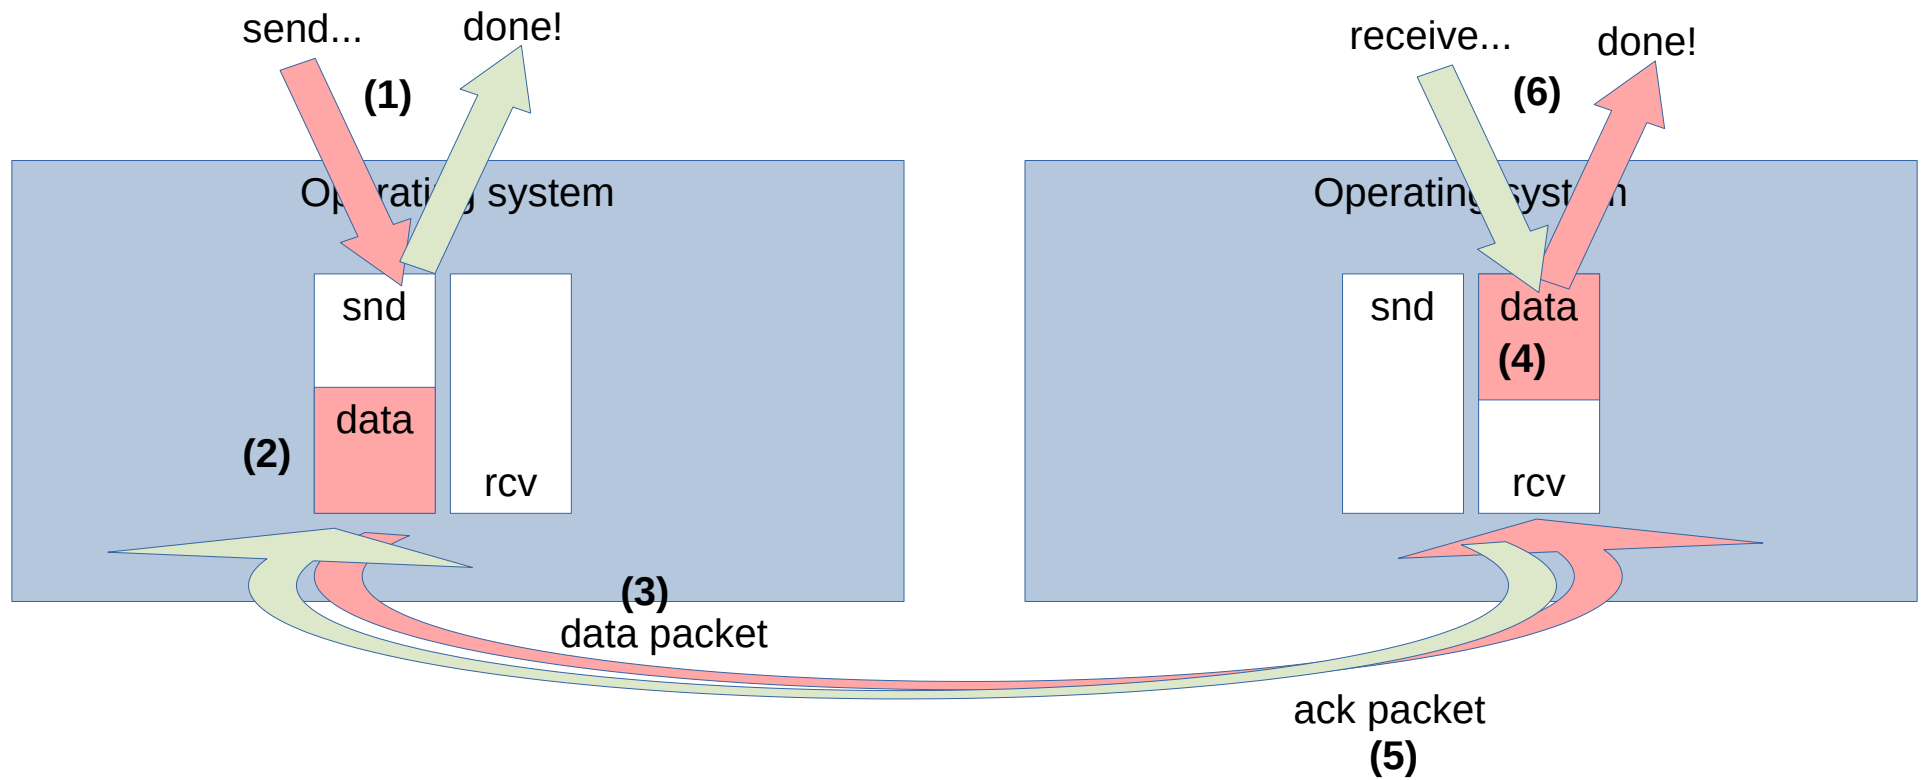 send...
done!
(1)
receive...
done!
(6)
Operating system
Operating system
snd
data
(2)
rcv
snd
data
(4)
rcv
(3)
data packet
ack packet
(5)